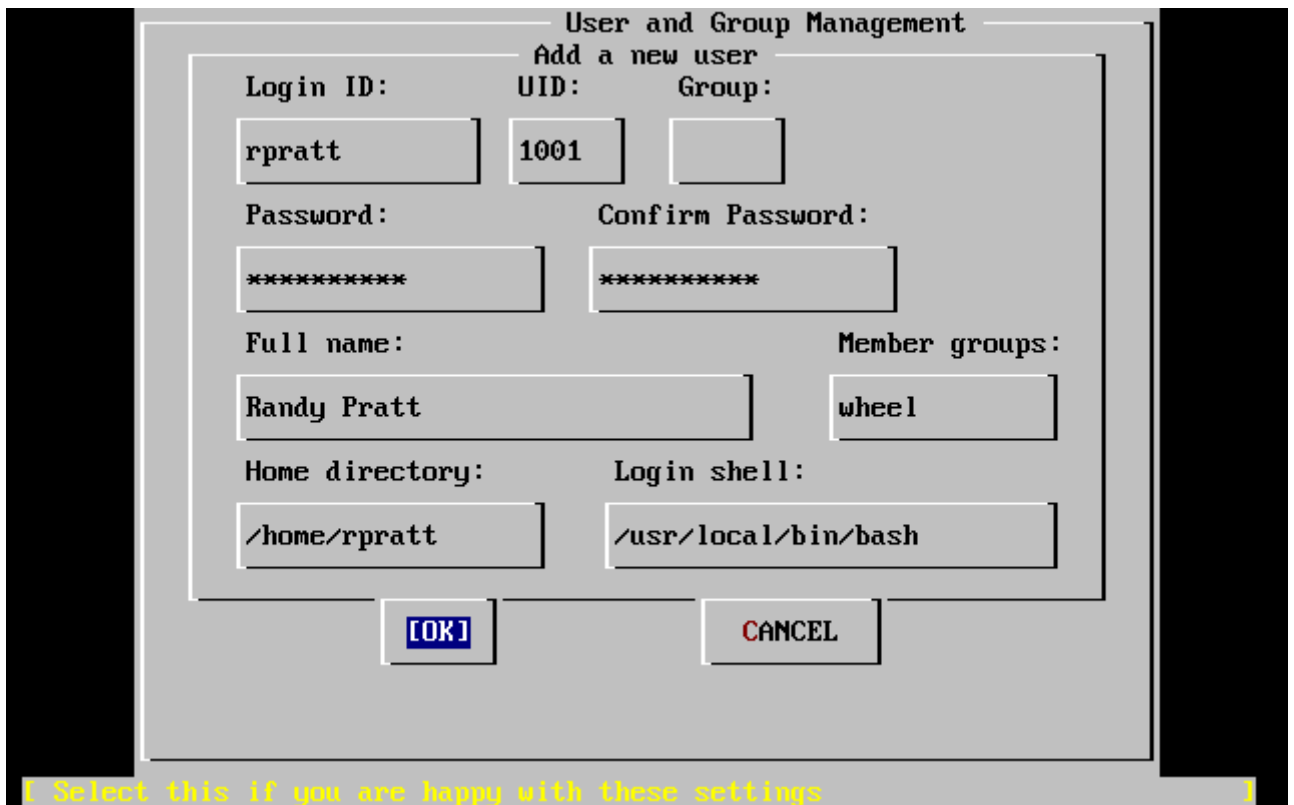 User and Group Management
Add a new user
Login ID: UID: Group:
rpratt 1001
Password: Confirm Password:
********** **********
Full name: Member groups:
Randy Pratt wheel
Home directory: Login shell:
/home/rpratt /usr/local/bin/bash
[OK] CANCEL
[ Select this if you are happy with these settings ]